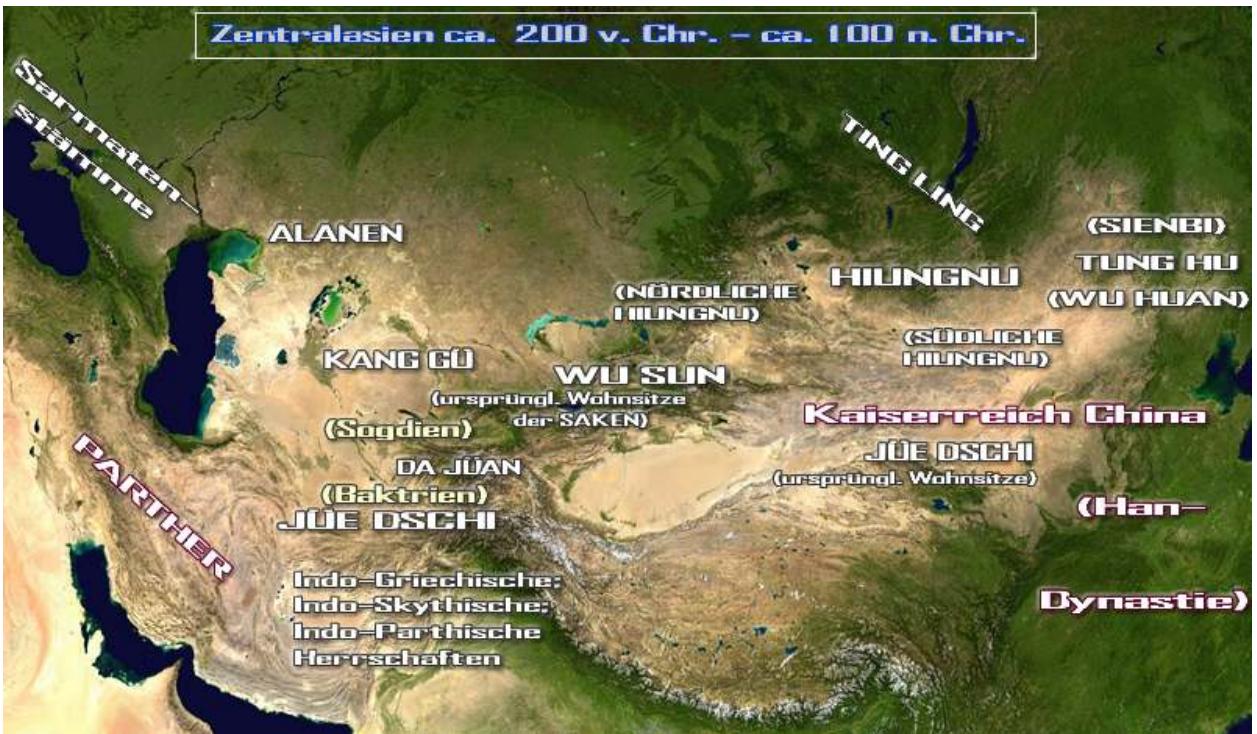 Zentralasien ca. 200 v. Chr. – ca. 100 n. Chr.
Sarmaten–
stämme
TING LING
ALANEN
(SIENBI)
TUNG HU
(WU HUAN)
HIUNGNU
(NÖRDLICHE
HIUNGNU)
(SÜDLICHE
HIUNGNU)
KANG GÜ
WU SUN
(ursprüngl. Wohnsitze
der SAKEN)
Kaiserreich China
(Sogdien)
JÜE DSCHI
(ursprüngl. Wohnsitze)
DA JÜAN
(Baktrien)
JÜE DSCHI
PARTHER
(Han–
Dynastie)
Indo–Griechische;
Indo–Skythische;
Indo–Parthische
Herrschaften